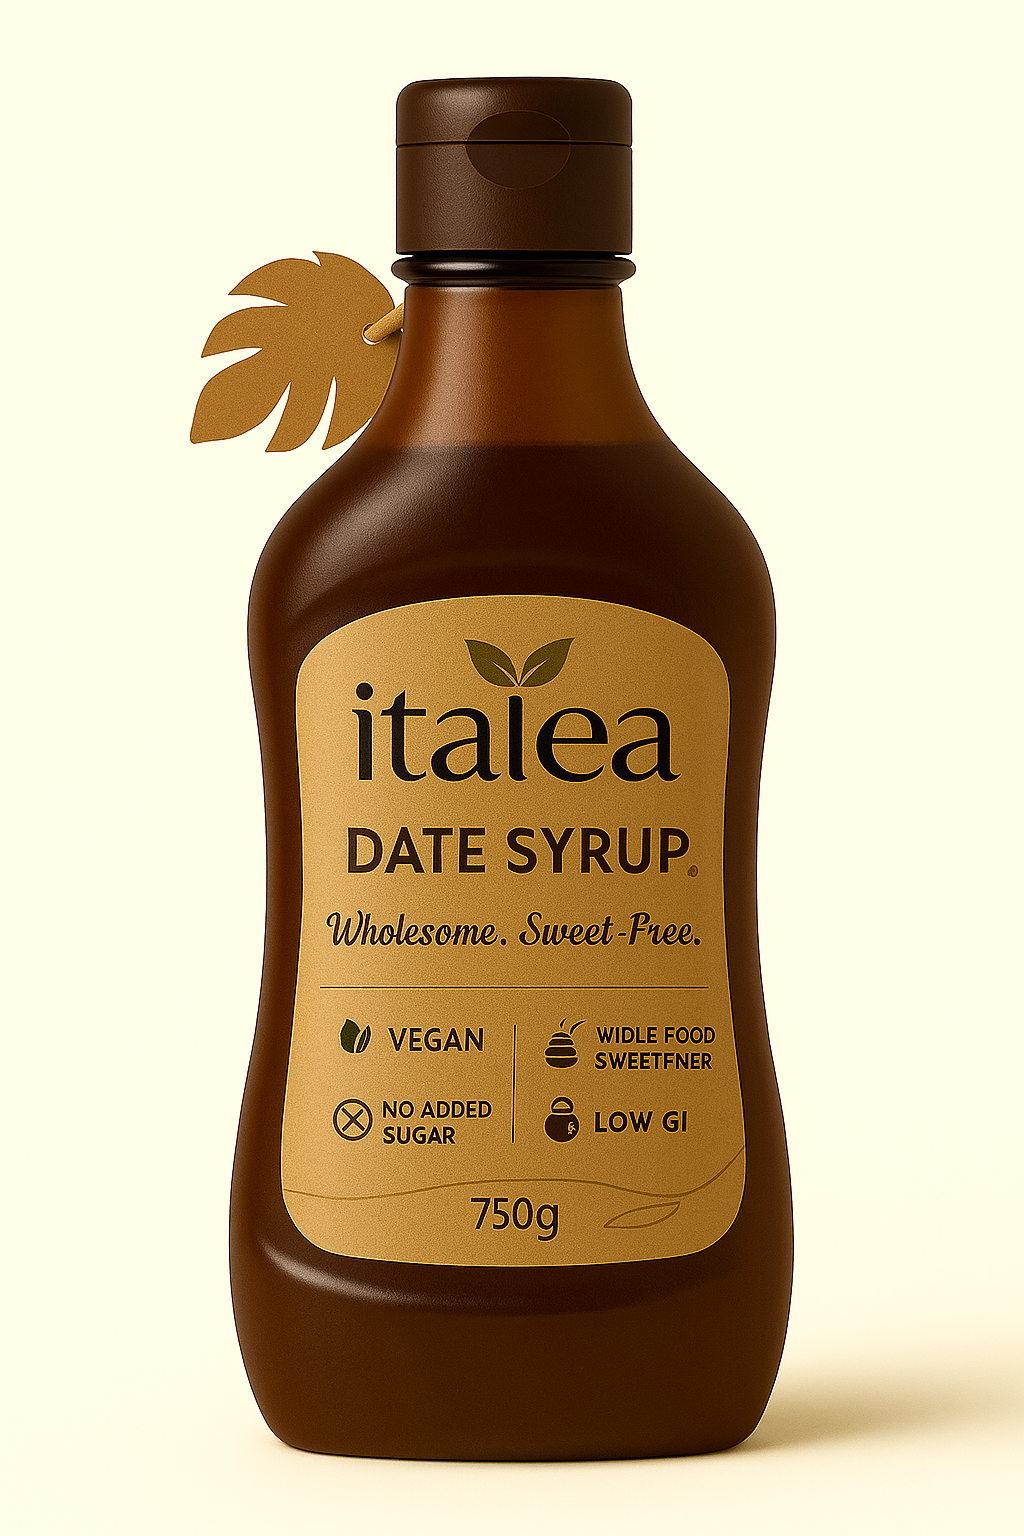 italea
DATE SYRUP
Wholesome. Sweet-Free.
VEGAN
WIDLE FOOD
SWEETFNER
NO ADDED
SUGAR
LOW GI
750g